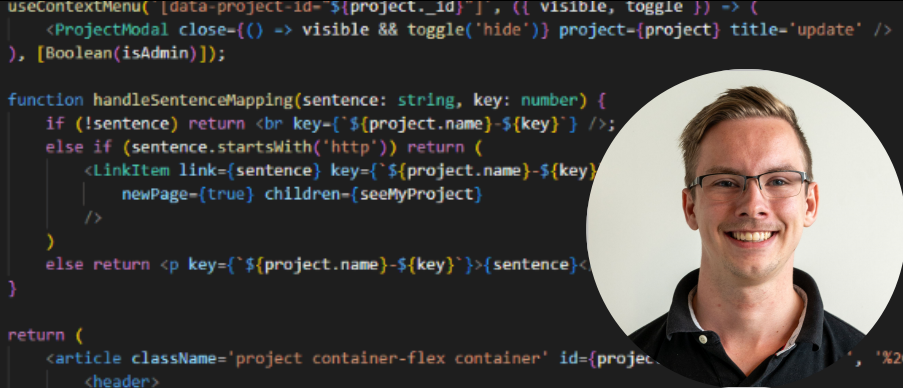 useContextMenu(`[data-project-id="${project._id}"]`, ({ visible, toggle }) => (
<ProjectModal close={() => visible && toggle('hide')} project={project} title='update' />
), [Boolean(isAdmin)]);
function handleSentenceMapping(sentence: string, key: number) {
if (!sentence) return <br key={`${project.name}-${key}`} />;
else if (sentence.startsWith('http')) return (
<LinkItem link={sentence} key={`${project.name}-${key}
newPage={true} children={seeMyProject}
/>
)
else return <p key={`${project.name}-${key}`}>{sentence}<
}
return (
<article className='project container-flex container' id={projec , '%20
<header>